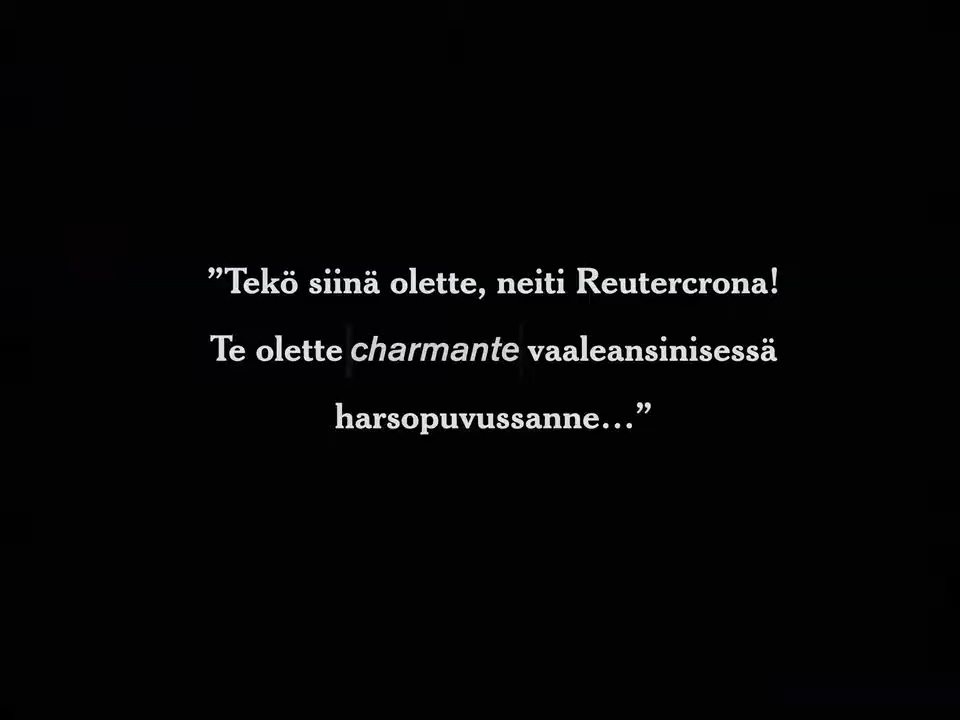 ”Tekö siinä olette, neiti Reutercrona!
Te olette charmante vaaleansinisessä
harsopuvussanne...”